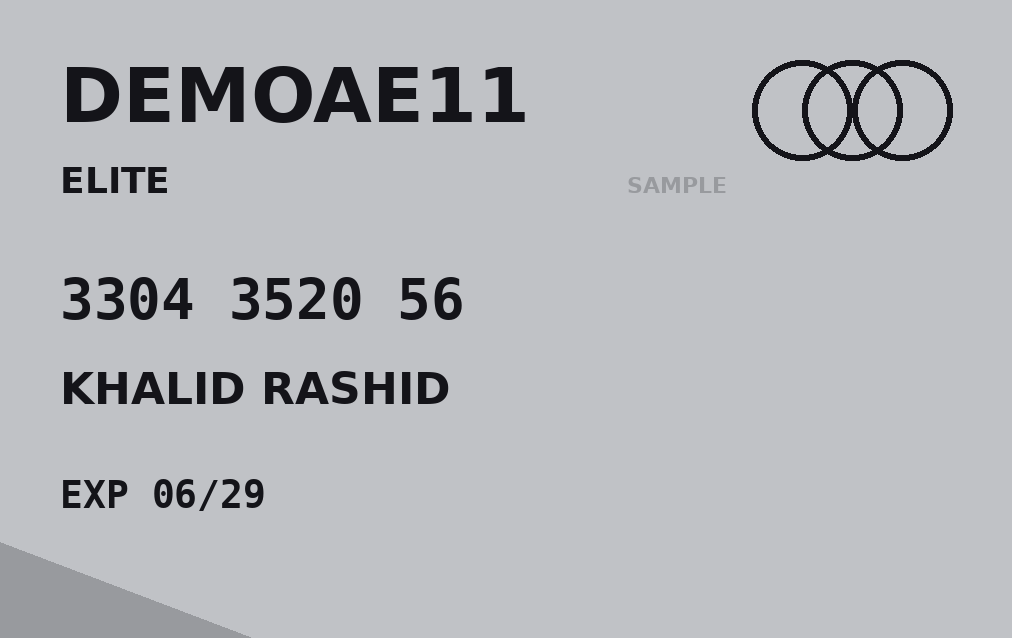 DEMOAE11
ELITE
SAMPLE
3304 3520 56
KHALID RASHID
EXP 06/29